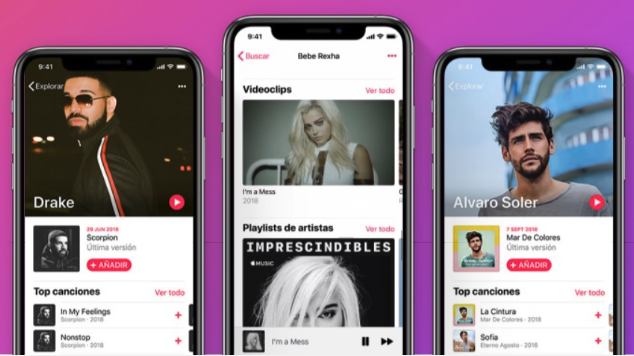 9:41
Explorar
Drake
29 JUN 2018
Scorpion
Última versión
+ AÑADIR
Top canciones
Ver todo
In My Feelings
Scorpion · 2018
Nonstop
Scorpion · 2018
9:41
Buscar
Bebe Rexha
Videoclips
Ver todo
I'm a Mess
2018
Playlists de artistas
Ver todo
IMPRESCINDIBLES
MUSIC
I'm a Mess
9:41
Explorar
Alvaro Soler
7 SEPT 2018
Mar De Colores
Última versión
+ AÑADIR
Top canciones
Ver todo
La Cintura
Mar De Colores · 2018
Sofia
Eterno Agosto · 2016